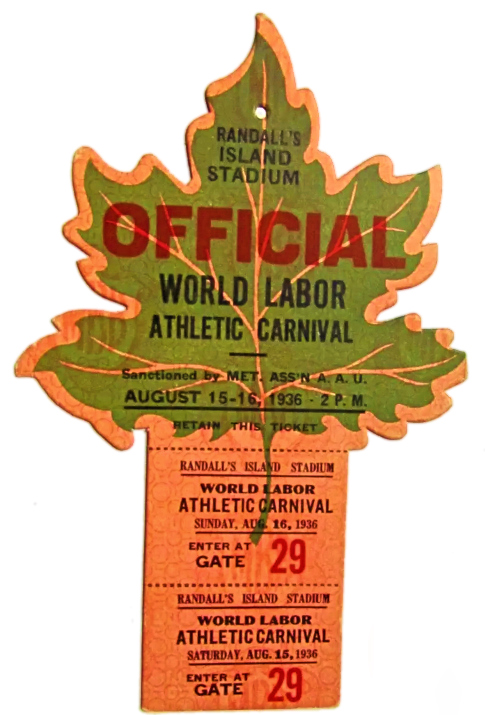 RANDALL'S
ISLAND
STADIUM
OFFICIAL
WORLD LABOR
ATHLETIC CARNIVAL
Sanctioned by MET. ASS'N A. A. U.
AUGUST 15-16, 1936 - 2 P. M.
RETAIN THIS TICKET
RANDALL'S ISLAND STADIUM
WORLD LABOR
ATHLETIC CARNIVAL
SUNDAY, AUG. 16, 1936
ENTER AT
GATE 29
RANDALL'S ISLAND STADIUM
WORLD LABOR
ATHLETIC CARNIVAL
SATURDAY, AUG. 15, 1936
ENTER AT
GATE 29